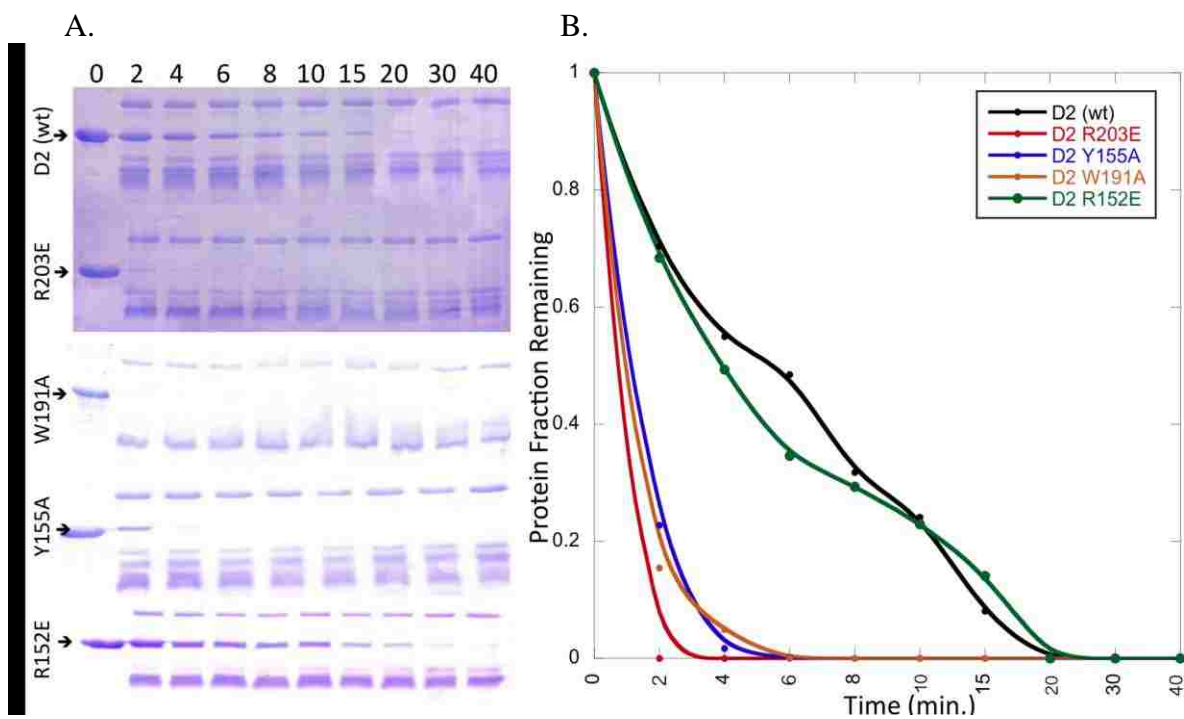 A.
B.
0 2 4 6 8 10 15 20 30 40
D2 (wt)
R203E
W191A
Y155A
R152E
Protein Fraction Remaining
1
0.8
0.6
0.4
0.2
0
D2 (wt)
D2 R203E
D2 Y155A
D2 W191A
D2 R152E
0 2 4 6 8 10 15 20 30 40
Time (min.)